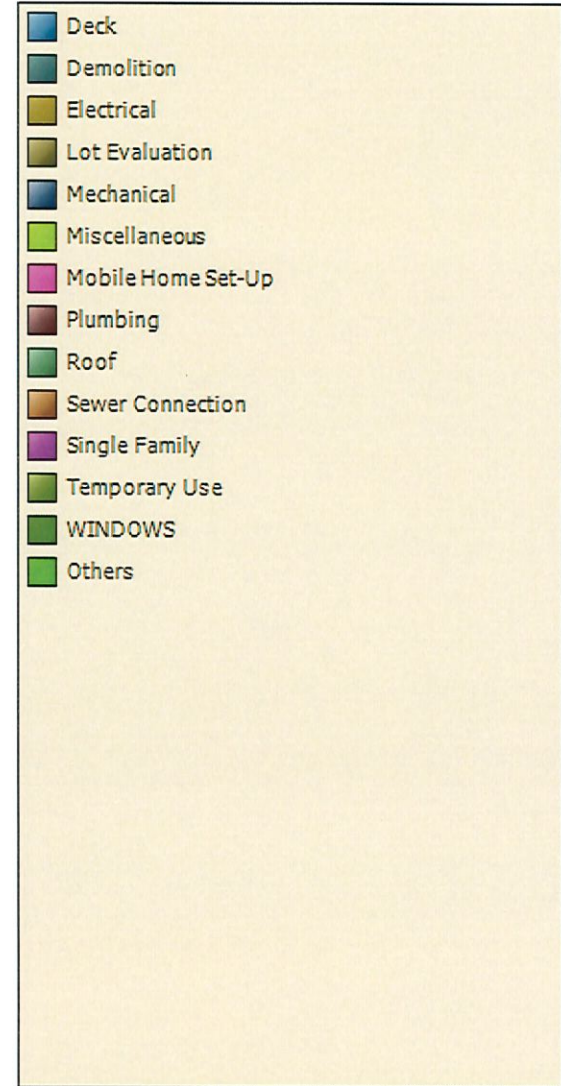 Deck
Demolition
Electrical
Lot Evaluation
Mechanical
Miscellaneous
Mobile Home Set-Up
Plumbing
Roof
Sewer Connection
Single Family
Temporary Use
WINDOWS
Others